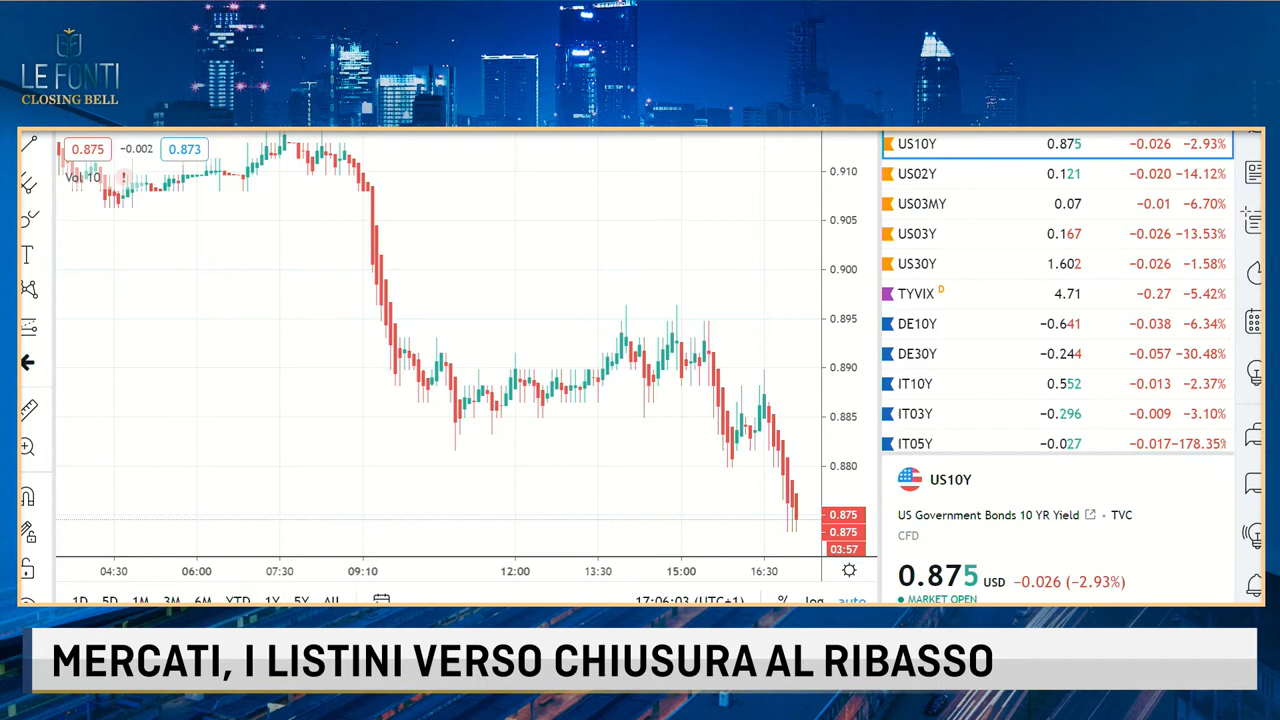 LE FONTI
CLOSING BELL
0.875 −0.002 0.873
Vol 10
0.910
0.905
0.900
0.895
0.890
0.885
0.880
0.875
0.875
03:57
04:30 06:00 07:30 09:10 12:00 13:30 15:00 16:30
1D 5D 1M 3M 6M YTD 1Y 5Y All
17:06:03 (UTC+1) % log auto
US10Y 0.875 −0.026 −2.93%
US02Y 0.121 −0.020 −14.12%
US03MY 0.07 −0.01 −6.70%
US03Y 0.167 −0.026 −13.53%
US30Y 1.602 −0.026 −1.58%
TYVIX D 4.71 −0.27 −5.42%
DE10Y −0.641 −0.038 −6.34%
DE30Y −0.244 −0.057 −30.48%
IT10Y 0.552 −0.013 −2.37%
IT03Y −0.296 −0.009 −3.10%
IT05Y −0.027 −0.017 −178.35%
US10Y
US Government Bonds 10 YR Yield • TVC
CFD
0.875 USD −0.026 (−2.93%)
MARKET OPEN
MERCATI, I LISTINI VERSO CHIUSURA AL RIBASSO